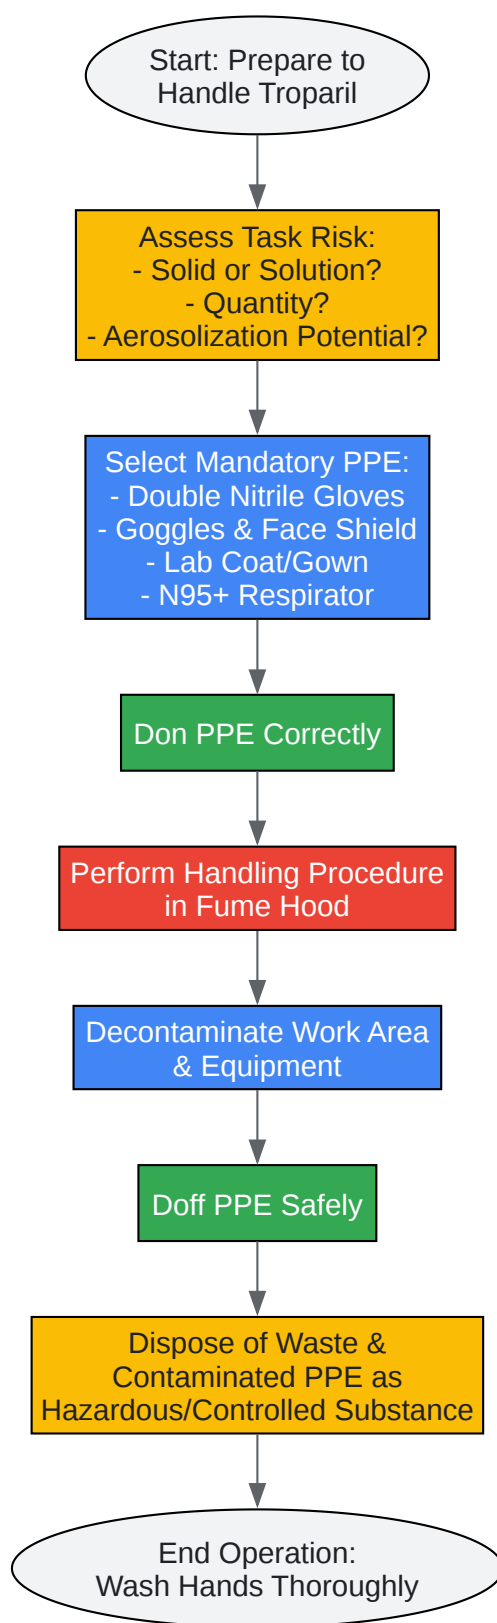 Start: Prepare to
Handle Troparil
Assess Task Risk:
- Solid or Solution?
- Quantity?
- Aerosolization Potential?
Select Mandatory PPE:
- Double Nitrile Gloves
- Goggles & Face Shield
- Lab Coat/Gown
- N95+ Respirator
Don PPE Correctly
Perform Handling Procedure
in Fume Hood
Decontaminate Work Area
& Equipment
Doff PPE Safely
Dispose of Waste &
Contaminated PPE as
Hazardous/Controlled Substance
End Operation:
Wash Hands Thoroughly